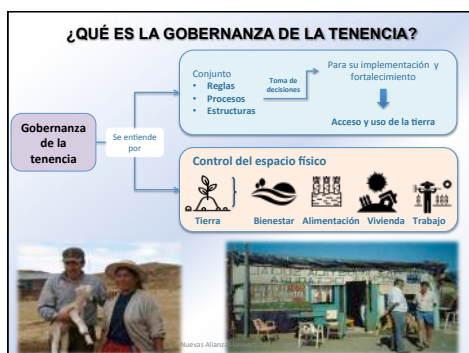 ¿QUÉ ES LA GOBERNANZA DE LA TENENCIA?
Gobernanza
de la
tenencia
Se entiende
por
Conjunto
• Reglas
• Procesos
• Estructuras
Toma de
decisiones
Para su implementación y
fortalecimiento
Acceso y uso de la tierra
Control del espacio físico
Tierra
Bienestar
Alimentación
Vivienda
Trabajo
Nuevas Alianzas